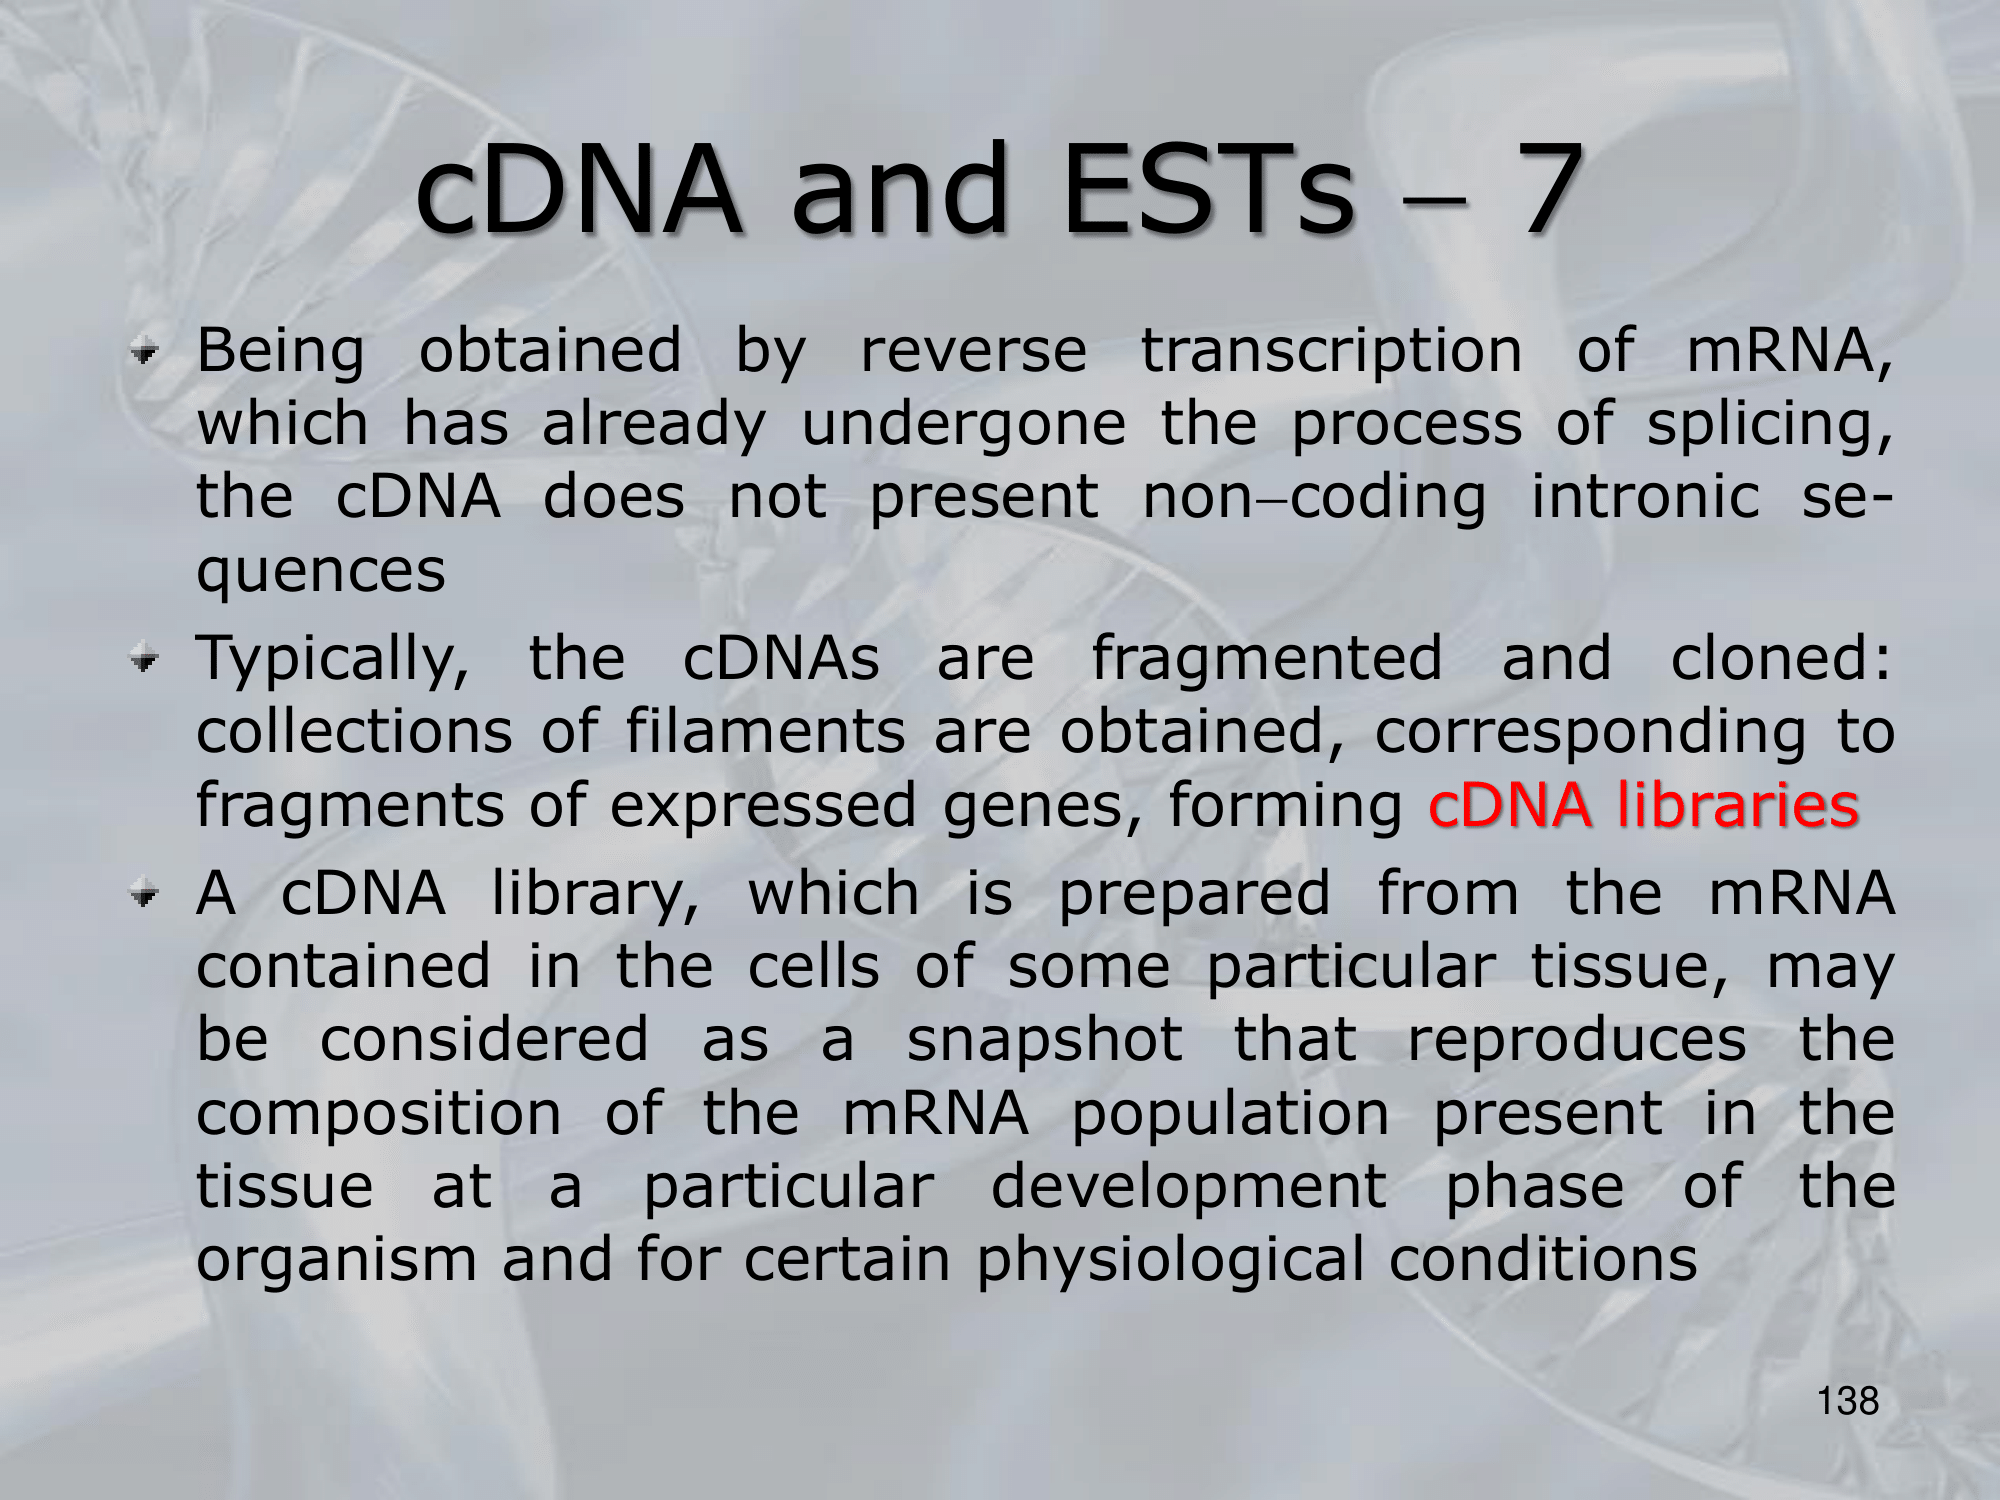 cDNA and ESTs – 7
Being obtained by reverse transcription of mRNA,
which has already undergone the process of splicing,
the cDNA does not present non–coding intronic se-
quences
Typically, the cDNAs are fragmented and cloned:
collections of filaments are obtained, corresponding to
fragments of expressed genes, forming cDNA libraries
A cDNA library, which is prepared from the mRNA
contained in the cells of some particular tissue, may
be considered as a snapshot that reproduces the
composition of the mRNA population present in the
tissue at a particular development phase of the
organism and for certain physiological conditions
138